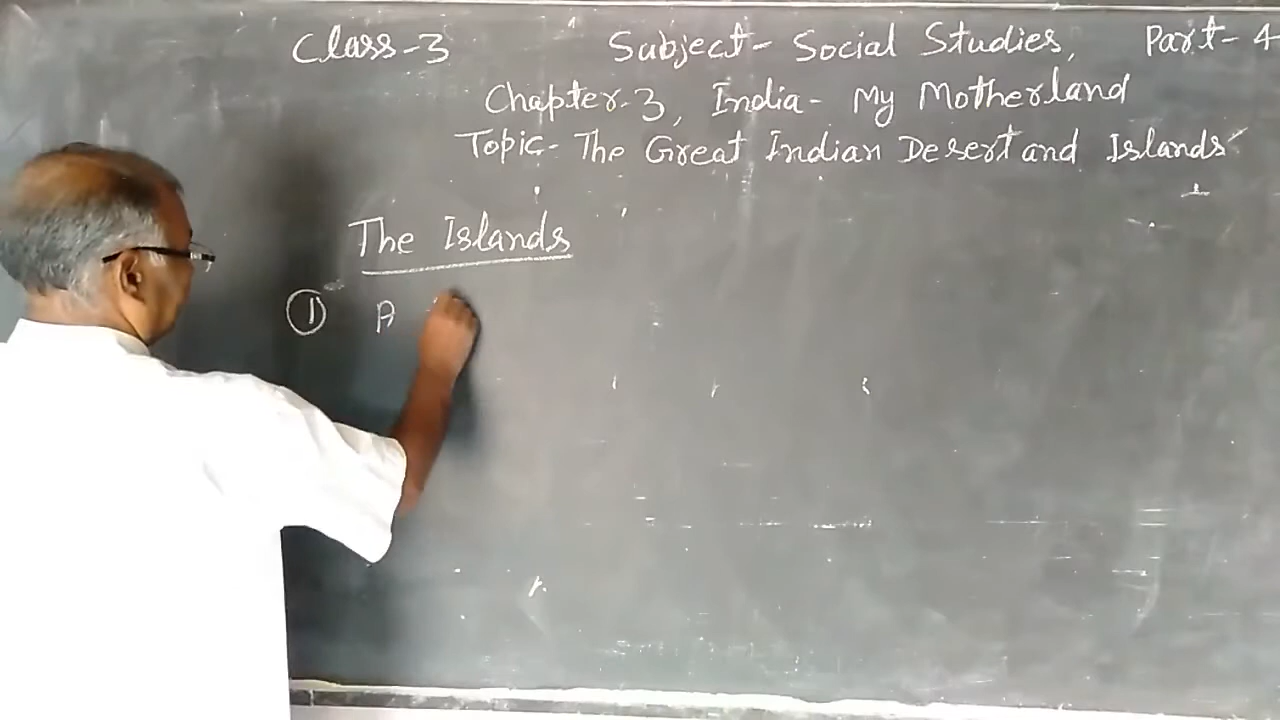 Class-3 Subject- Social Studies, Part-4
Chapter-3, India- My Motherland
Topic- The Great Indian Desert and Islands
The Islands
① A